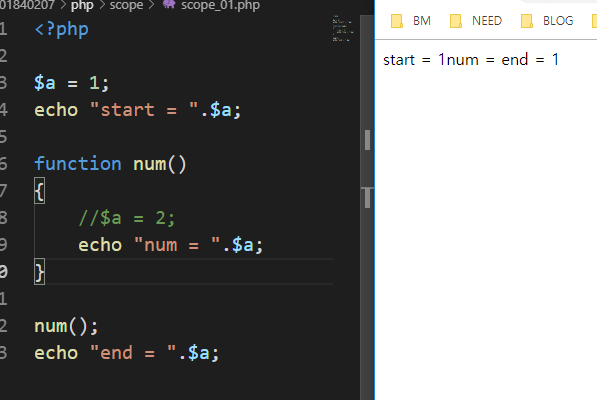 01840207 > php > scope > scope_01.php
1 <?php
2
3 $a = 1;
4 echo "start = ".$a;
5
6 function num()
7 {
8 //$a = 2;
9 echo "num = ".$a;
0 }
1
2 num();
3 echo "end = ".$a;
BM NEED BLOG
start = 1num = end = 1